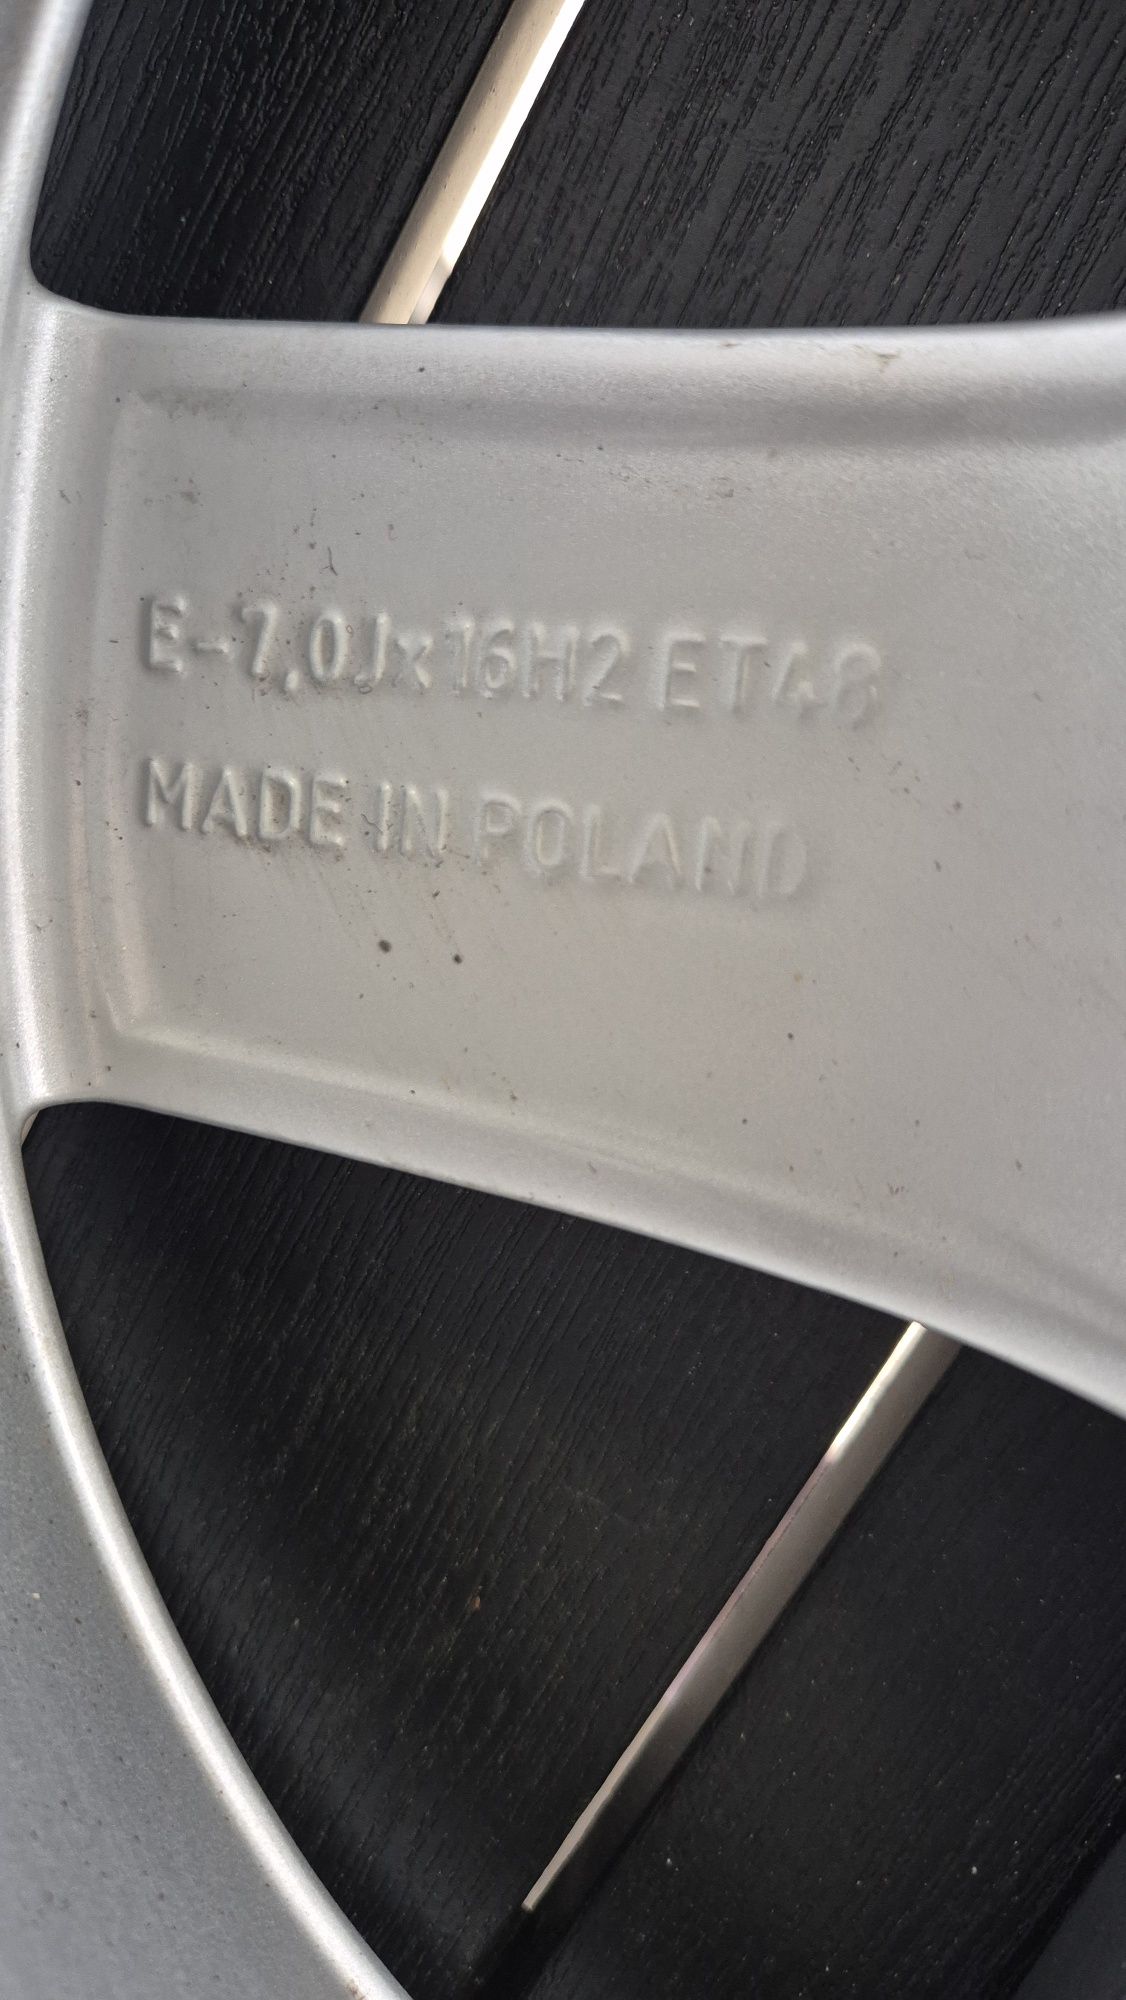 E-7.0Jx16H2 ET48
MADE IN POLAND